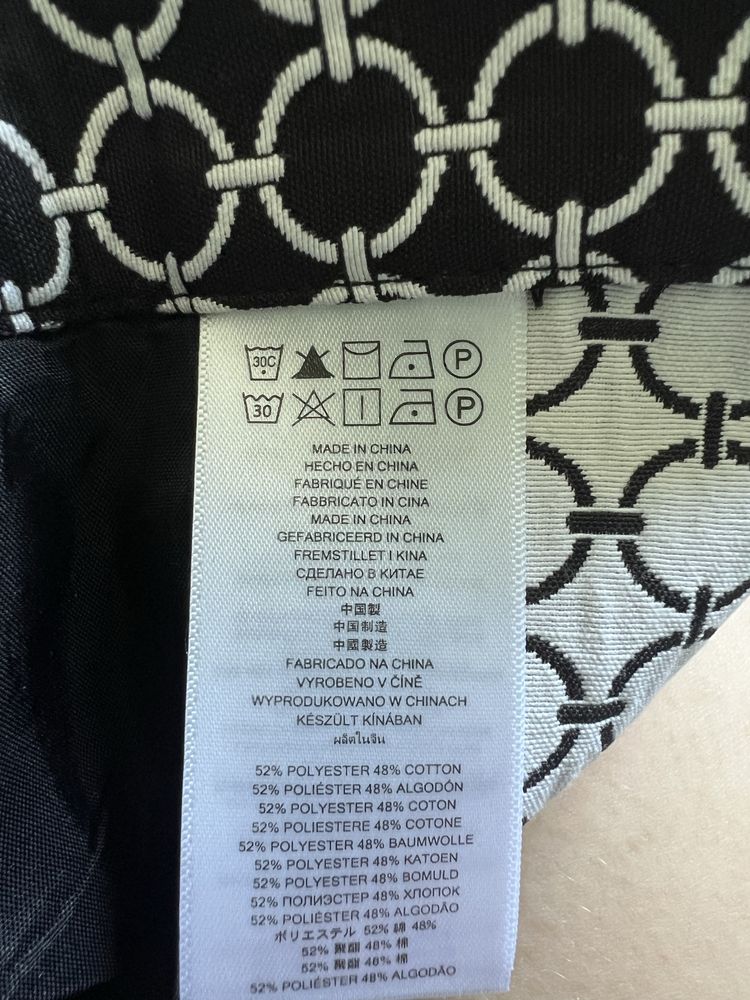 30C P
30 P
MADE IN CHINA
HECHO EN CHINA
FABRIQUÉ EN CHINE
FABBRICATO IN CINA
MADE IN CHINA
GEFABRICEERD IN CHINA
FREMSTILLET I KINA
СДЕЛАНО В КИТАЕ
FEITO NA CHINA
中国製
中国制造
中國製造
FABRICADO NA CHINA
VYROBENO V ČÍNĚ
WYPRODUKOWANO W CHINACH
KÉSZÜLT KÍNÁBAN
ผลิตในจีน
52% POLYESTER 48% COTTON
52% POLIÉSTER 48% ALGODÓN
52% POLYESTER 48% COTON
52% POLIESTERE 48% COTONE
52% POLYESTER 48% BAUMWOLLE
52% POLYESTER 48% KATOEN
52% POLYESTER 48% BOMULD
52% ПОЛИЭСТЕР 48% ХЛОПОК
52% POLIÉSTER 48% ALGODÃO
ポリエステル 52% 綿 48%
52% 聚酯 48% 棉
52% 聚酯 48% 棉
52% POLIÉSTER 48% ALGODÃO